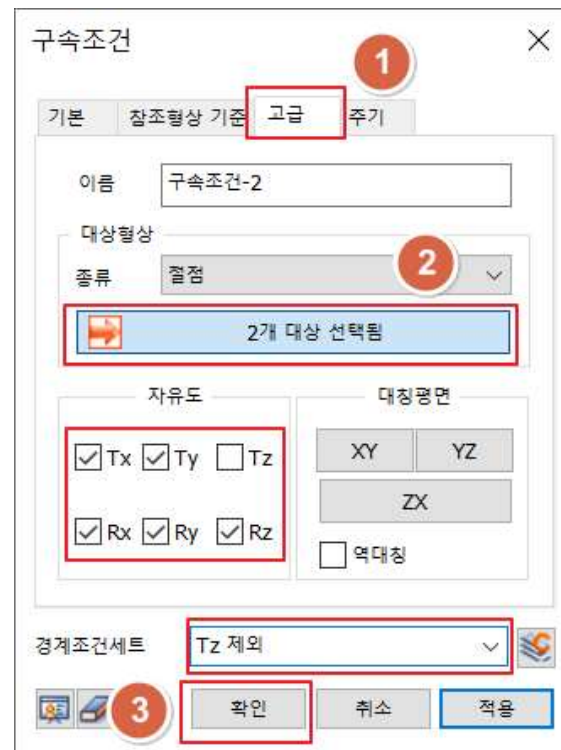 구속조건
1
기본 참조형상 기준 고급 주기
이름 구속조건-2
대상형상
종류 절점
2
2개 대상 선택됨
자유도 대칭평면
Tx Ty Tz XY YZ
ZX
Rx Ry Rz
역대칭
경계조건세트 Tz 제외
3 확인 취소 적용